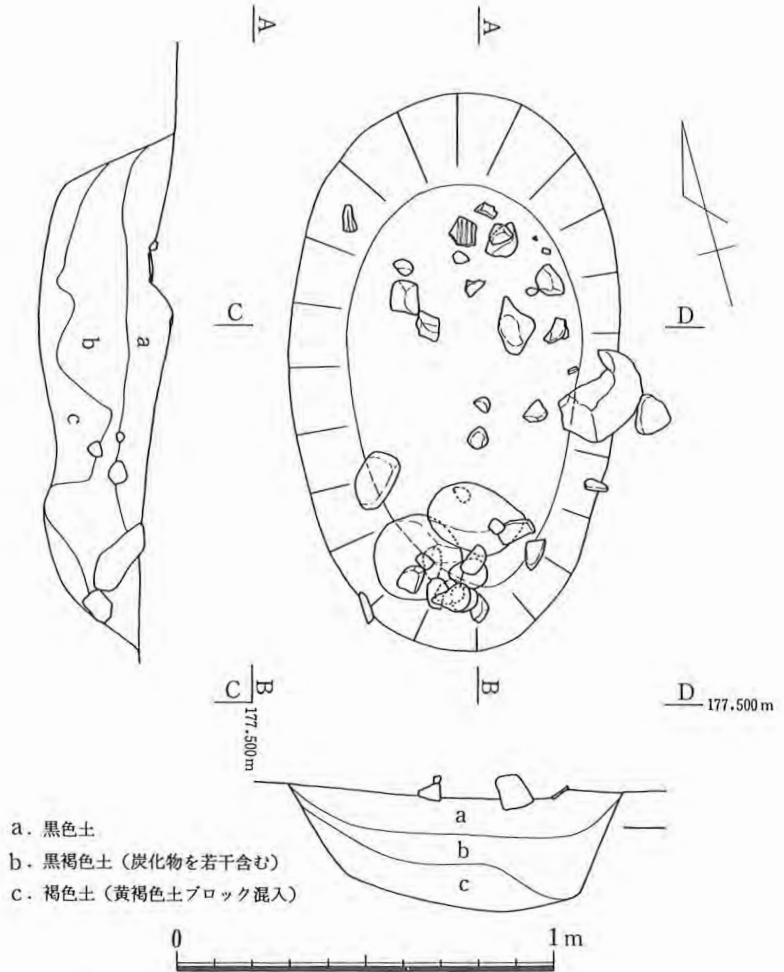 A A
C D
b a
c
C B B D 177.500m
177.500m
a
b
c
a. 黒色土
b. 黒褐色土（炭化物を若干含む）
c. 褐色土（黄褐色土ブロック混入）
0 1m